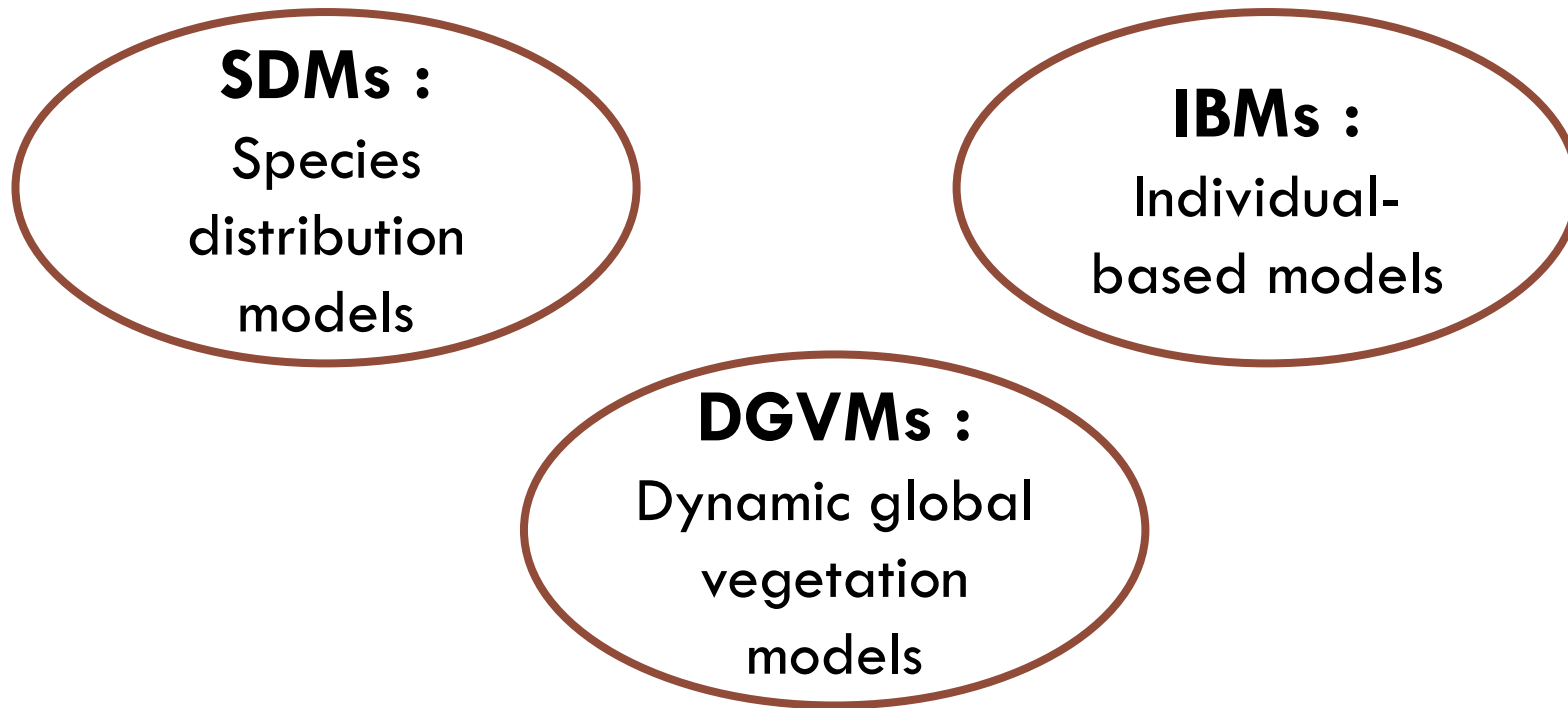 SDMs :
Species
distribution
models
IBMs :
Individual-
based models
DGVMs :
Dynamic global
vegetation
models